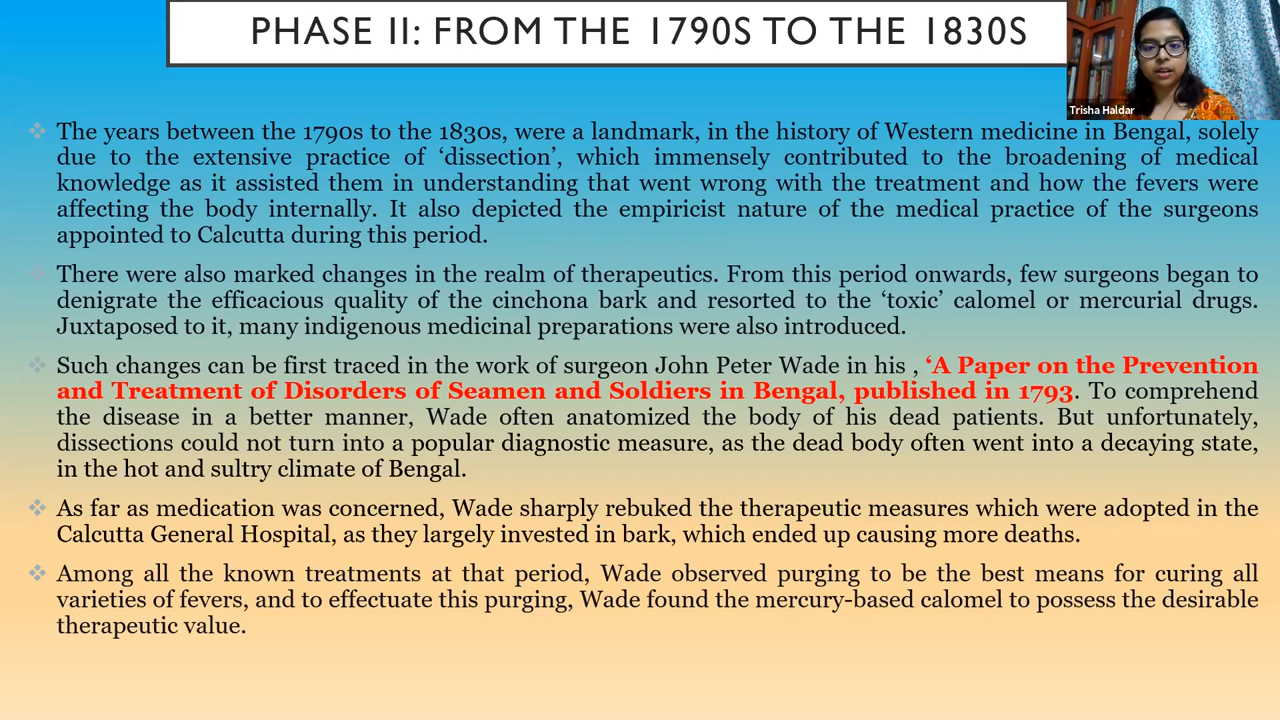 PHASE II: FROM THE 1790S TO THE 1830S
Trisha Haldar
The years between the 1790s to the 1830s, were a landmark, in the history of Western medicine in Bengal, solely
due to the extensive practice of ‘dissection’, which immensely contributed to the broadening of medical
knowledge as it assisted them in understanding that went wrong with the treatment and how the fevers were
affecting the body internally. It also depicted the empiricist nature of the medical practice of the surgeons
appointed to Calcutta during this period.
There were also marked changes in the realm of therapeutics. From this period onwards, few surgeons began to
denigrate the efficacious quality of the cinchona bark and resorted to the ‘toxic’ calomel or mercurial drugs.
Juxtaposed to it, many indigenous medicinal preparations were also introduced.
Such changes can be first traced in the work of surgeon John Peter Wade in his , ‘A Paper on the Prevention
and Treatment of Disorders of Seamen and Soldiers in Bengal, published in 1793. To comprehend
the disease in a better manner, Wade often anatomized the body of his dead patients. But unfortunately,
dissections could not turn into a popular diagnostic measure, as the dead body often went into a decaying state,
in the hot and sultry climate of Bengal.
As far as medication was concerned, Wade sharply rebuked the therapeutic measures which were adopted in the
Calcutta General Hospital, as they largely invested in bark, which ended up causing more deaths.
Among all the known treatments at that period, Wade observed purging to be the best means for curing all
varieties of fevers, and to effectuate this purging, Wade found the mercury-based calomel to possess the desirable
therapeutic value.